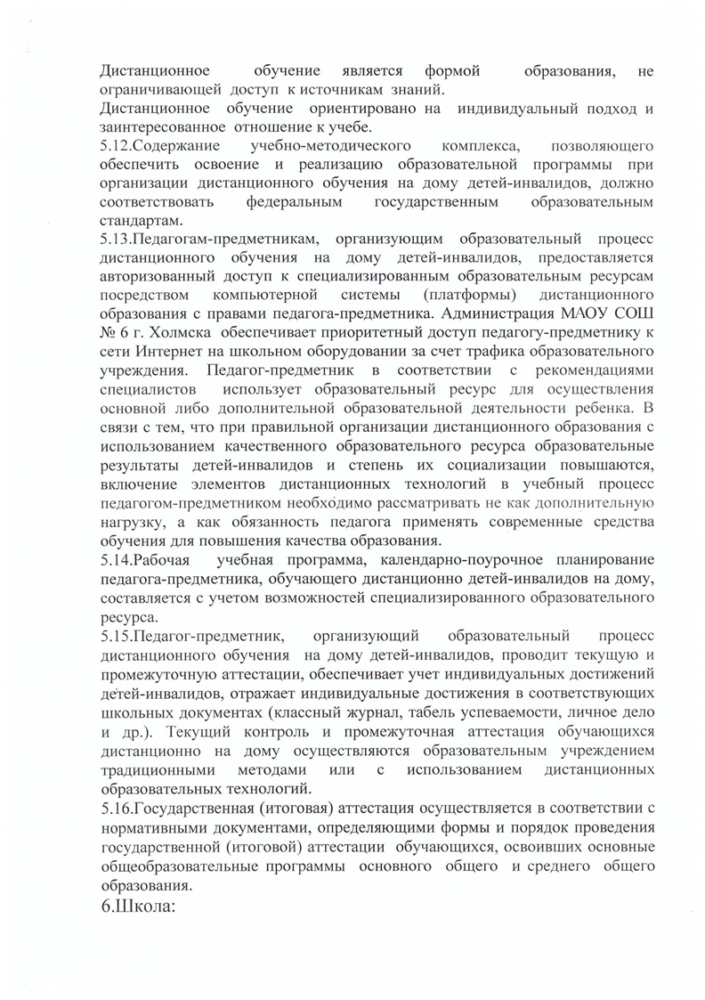 Дистанционное обучение является формой образования, не
ограничивающей доступ к источникам знаний.
Дистанционное обучение ориентировано на индивидуальный подход и
заинтересованное отношение к учебе.
5.12.Содержание учебно-методического комплекса, позволяющего
обеспечить освоение и реализацию образовательной программы при
организации дистанционного обучения на дому детей-инвалидов, должно
соответствовать федеральным государственным образовательным
стандартам.
5.13.Педагогам-предметникам, организующим образовательный процесс
дистанционного обучения на дому детей-инвалидов, предоставляется
авторизованный доступ к специализированным образовательным ресурсам
посредством компьютерной системы (платформы) дистанционного
образования с правами педагога-предметника. Администрация МАОУ СОШ
№ 6 г. Холмска обеспечивает приоритетный доступ педагогу-предметнику к
сети Интернет на школьном оборудовании за счет трафика образовательного
учреждения. Педагог-предметник в соответствии с рекомендациями
специалистов использует образовательный ресурс для осуществления
основной либо дополнительной образовательной деятельности ребенка. В
связи с тем, что при правильной организации дистанционного образования с
использованием качественного образовательного ресурса образовательные
результаты детей-инвалидов и степень их социализации повышаются,
включение элементов дистанционных технологий в учебный процесс
педагогом-предметником необходимо рассматривать не как дополнительную
нагрузку, а как обязанность педагога применять современные средства
обучения для повышения качества образования.
5.14.Рабочая учебная программа, календарно-поурочное планирование
педагога-предметника, обучающего дистанционно детей-инвалидов на дому,
составляется с учетом возможностей специализированного образовательного
ресурса.
5.15.Педагог-предметник, организующий образовательный процесс
дистанционного обучения на дому детей-инвалидов, проводит текущую и
промежуточную аттестации, обеспечивает учет индивидуальных достижений
детей-инвалидов, отражает индивидуальные достижения в соответствующих
школьных документах (классный журнал, табель успеваемости, личное дело
и др.). Текущий контроль и промежуточная аттестация обучающихся
дистанционно на дому осуществляются образовательным учреждением
традиционными методами или с использованием дистанционных
образовательных технологий.
5.16.Государственная (итоговая) аттестация осуществляется в соответствии с
нормативными документами, определяющими формы и порядок проведения
государственной (итоговой) аттестации обучающихся, освоивших основные
общеобразовательные программы основного общего и среднего общего
образования.
6.Школа: